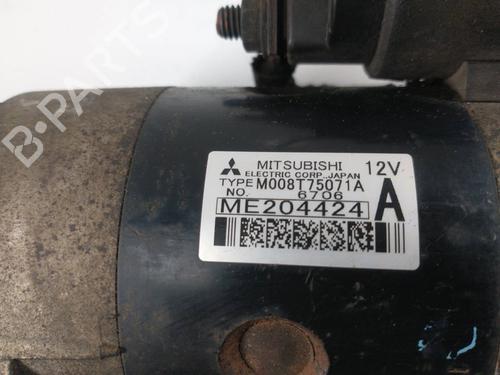 B-PARTS
MITSUBISHI 12V
ELECTRIC CORP., JAPAN
TYPE M008T75071A
NO. 6706
ME204424 A